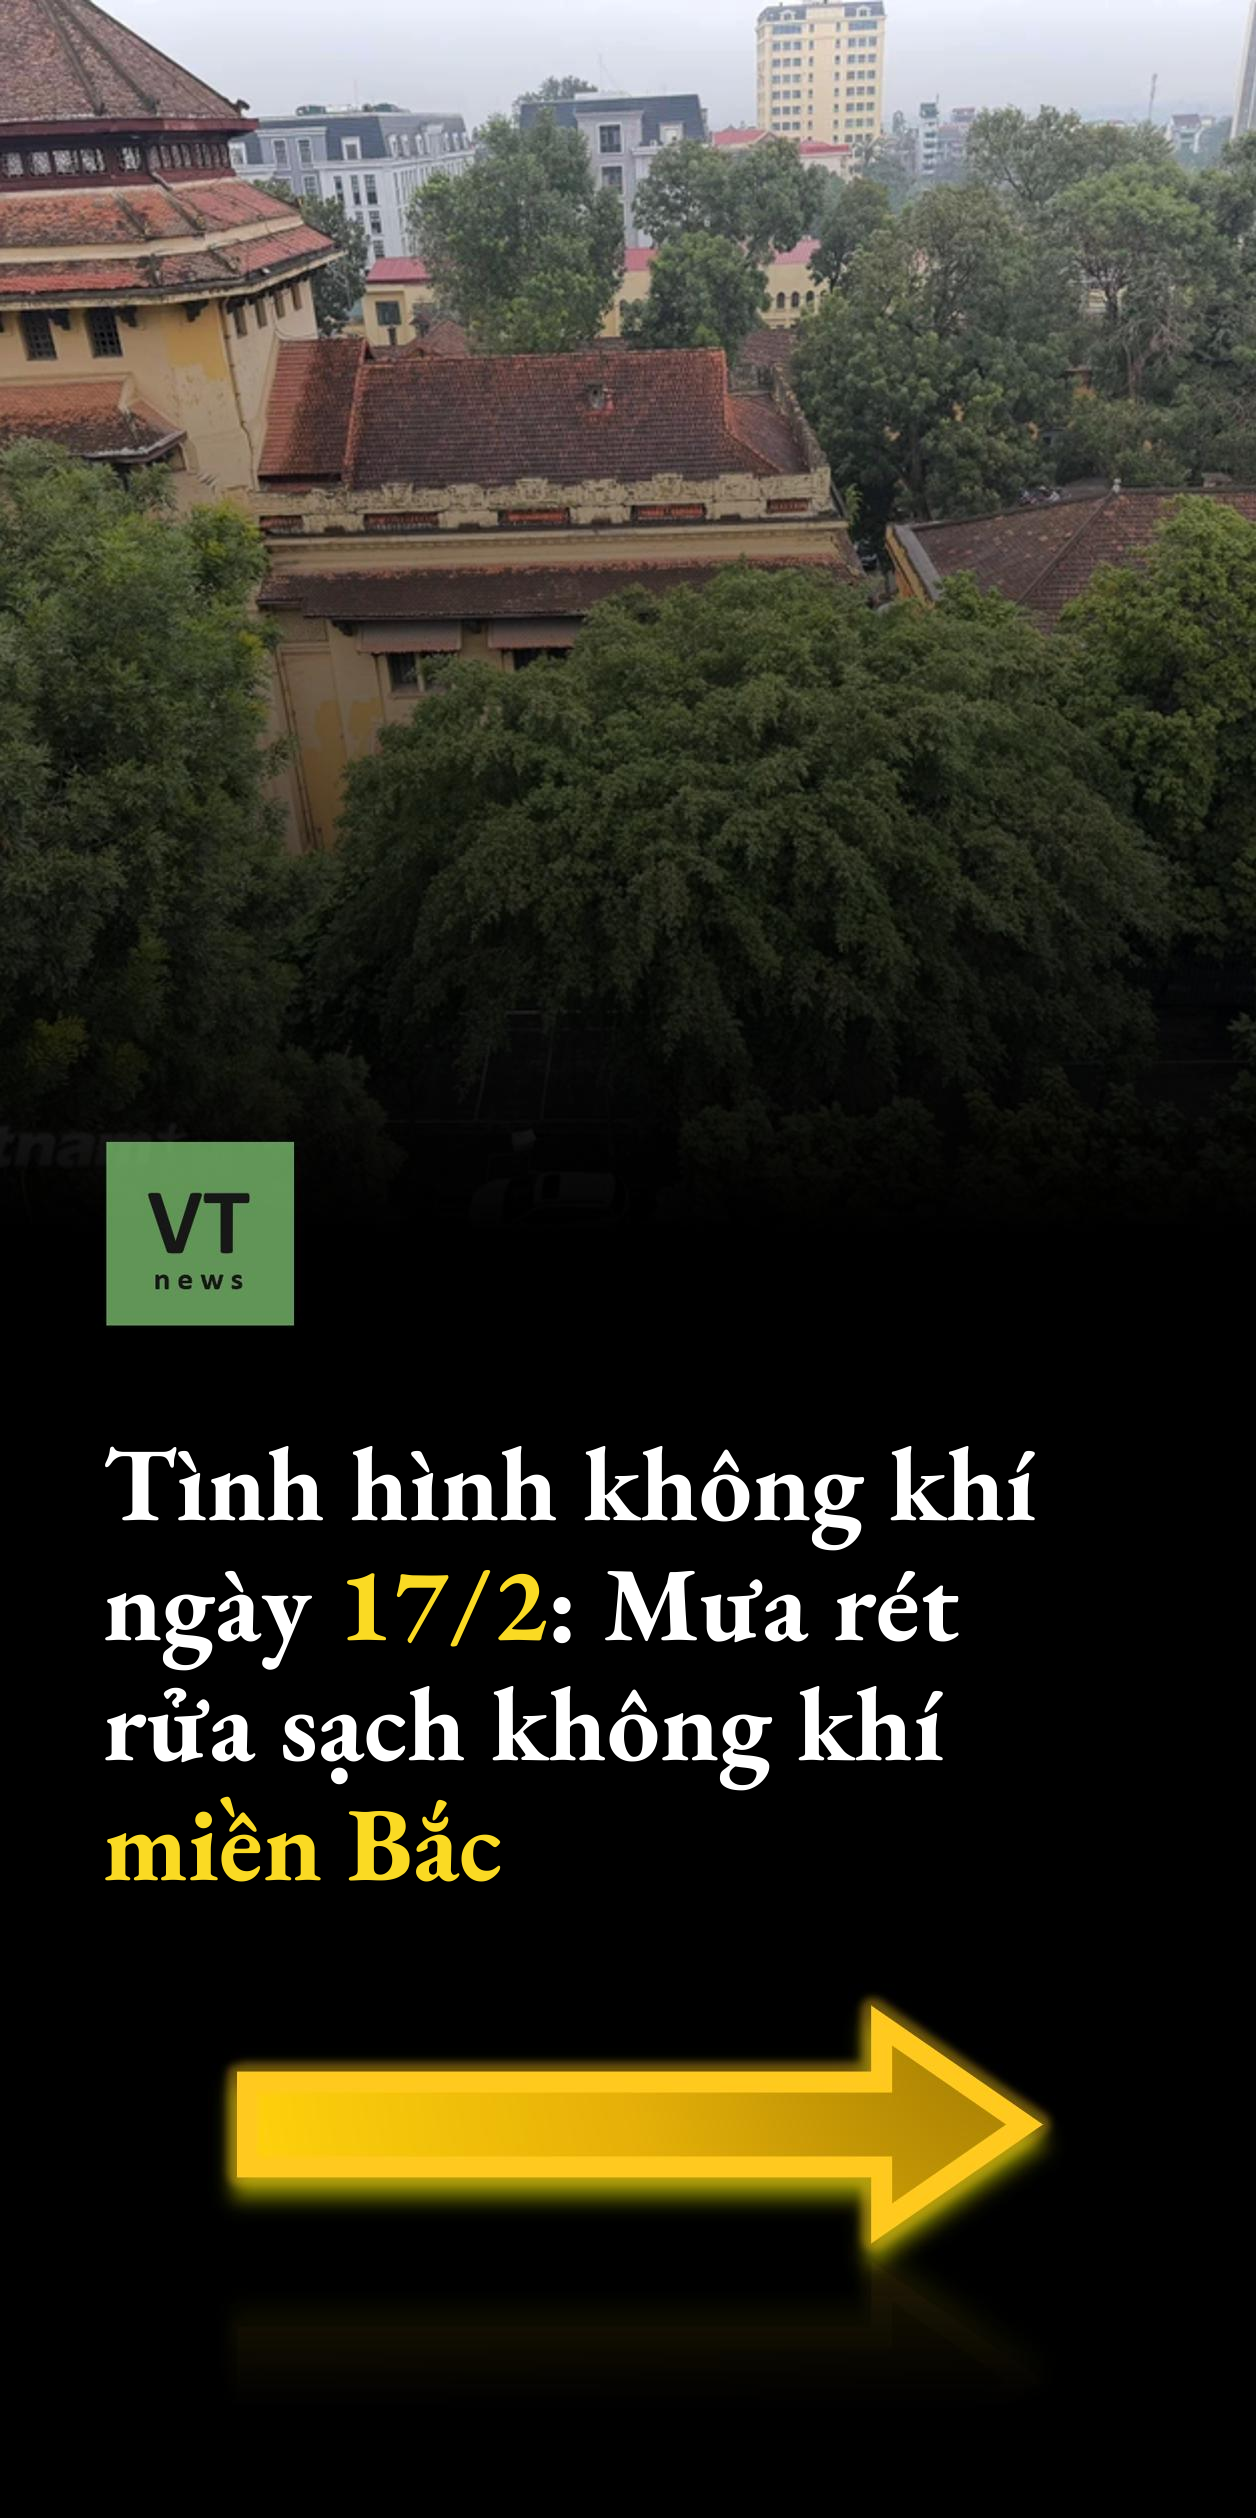 VT
news
Tình hình không khí
ngày 17/2: Mưa rét
rửa sạch không khí
miền Bắc